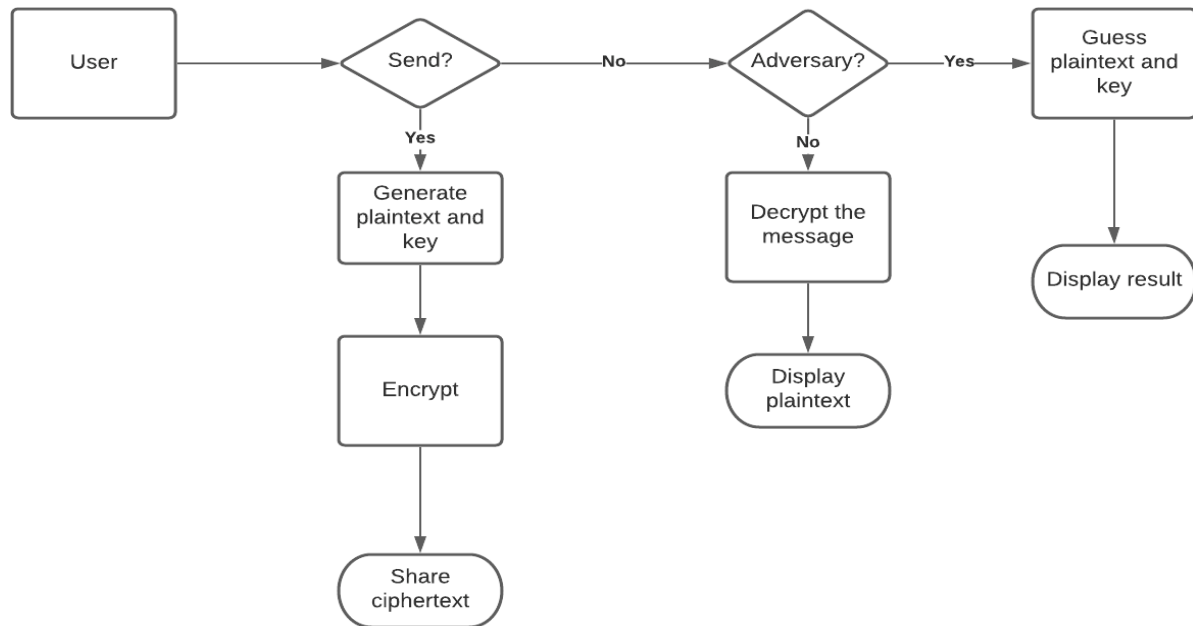 User
Send?
No
Adversary?
Yes
Guess
plaintext and
key
Yes
No
Generate
plaintext and
key
Decrypt the
message
Display result
Encrypt
Display
plaintext
Share
ciphertext